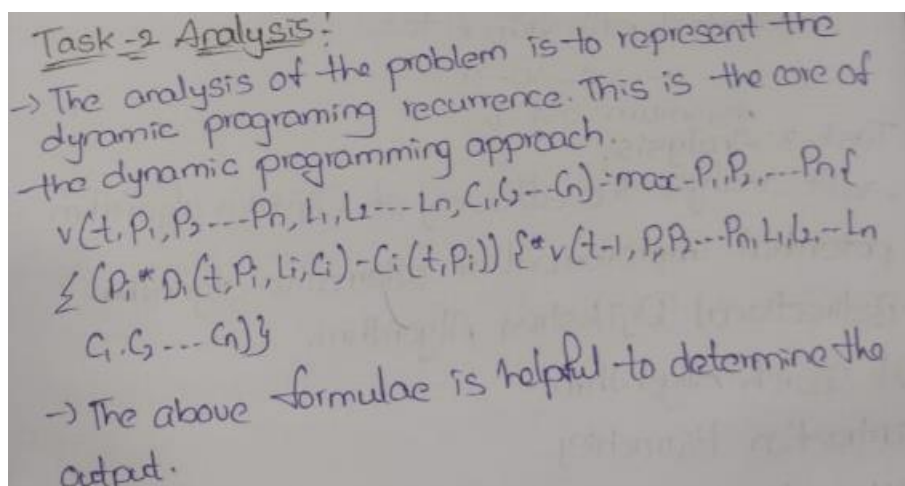 Task-2 Analysis:
-> The analysis of the problem is to represent the
dynamic programing recurrence. This is the core of
the dynamic programming approach.
v(t, P₁, P₂ ---- Pn, L₁, L₂ --- Ln, C₁, C₂ --- Cn) = max - P₁, P₂, --- Pn {
Σ (Pi * Di (t, Pi, Li, Ci) - Ci (t, Pi)) {* v(t-1, P₁ P₂ --- Pn, L₁, L₂, -- Ln
C₁. C₂ --- Cn)}}
-> The above formulae is helpful to determine the
output.